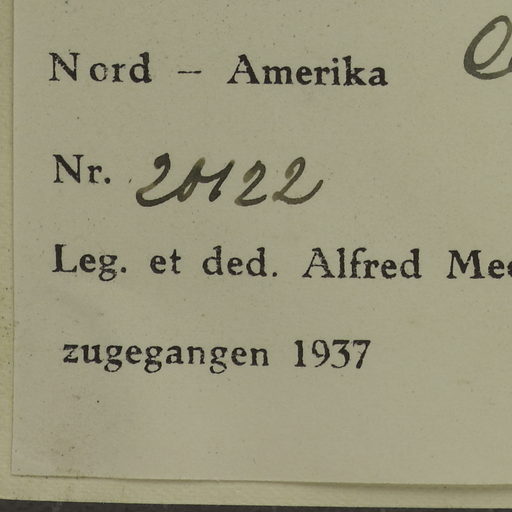 Nord – Amerika
Nr. 20122
Leg. et ded. Alfred
zugegangen 1937